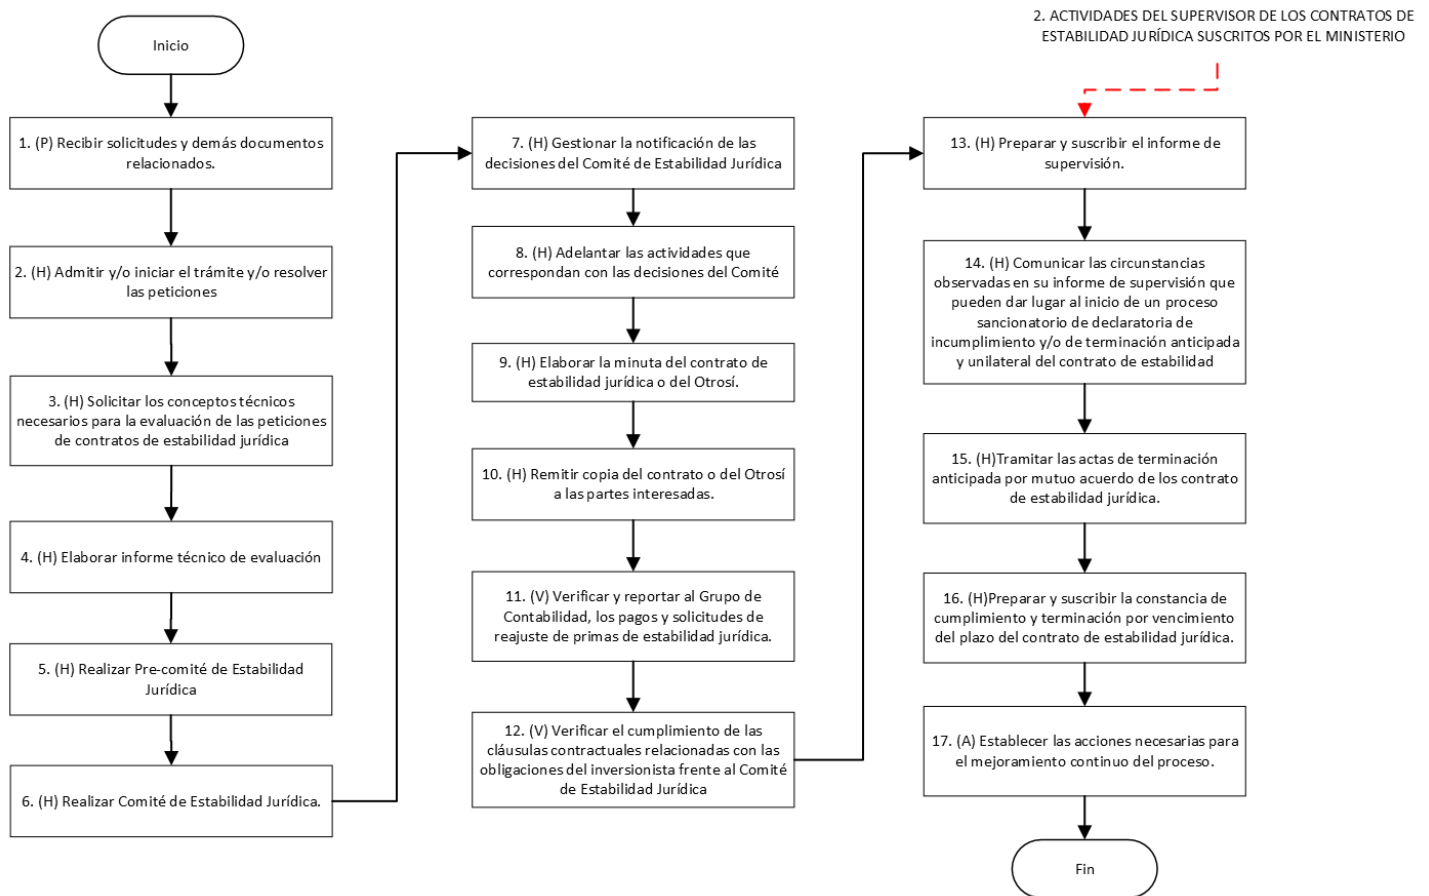 Inicio
1. (P) Recibir solicitudes y demás documentos
relacionados.
2. (H) Admitir y/o iniciar el trámite y/o resolver
las peticiones
3. (H) Solicitar los conceptos técnicos
necesarios para la evaluación de las peticiones
de contratos de estabilidad jurídica
4. (H) Elaborar informe técnico de evaluación
5. (H) Realizar Pre-comité de Estabilidad
Jurídica
6. (H) Realizar Comité de Estabilidad Jurídica.
7. (H) Gestionar la notificación de las
decisiones del Comité de Estabilidad Jurídica
8. (H) Adelantar las actividades que
correspondan con las decisiones del Comité
9. (H) Elaborar la minuta del contrato de
estabilidad jurídica o del Otrosí.
10. (H) Remitir copia del contrato o del Otrosí
a las partes interesadas.
11. (V) Verificar y reportar al Grupo de
Contabilidad, los pagos y solicitudes de
reajuste de primas de estabilidad jurídica.
12. (V) Verificar el cumplimiento de las
cláusulas contractuales relacionadas con las
obligaciones del inversionista frente al Comité
de Estabilidad Jurídica
2. ACTIVIDADES DEL SUPERVISOR DE LOS CONTRATOS DE
ESTABILIDAD JURÍDICA SUSCRITOS POR EL MINISTERIO
13. (H) Preparar y suscribir el informe de
supervisión.
14. (H) Comunicar las circunstancias
observadas en su informe de supervisión que
pueden dar lugar al inicio de un proceso
sancionatorio de declaratoria de
incumplimiento y/o de terminación anticipada
y unilateral del contrato de estabilidad
15. (H)Tramitar las actas de terminación
anticipada por mutuo acuerdo de los contrato
de estabilidad jurídica.
16. (H)Preparar y suscribir la constancia de
cumplimiento y terminación por vencimiento
del plazo del contrato de estabilidad jurídica.
17. (A) Establecer las acciones necesarias para
el mejoramiento continuo del proceso.
Fin